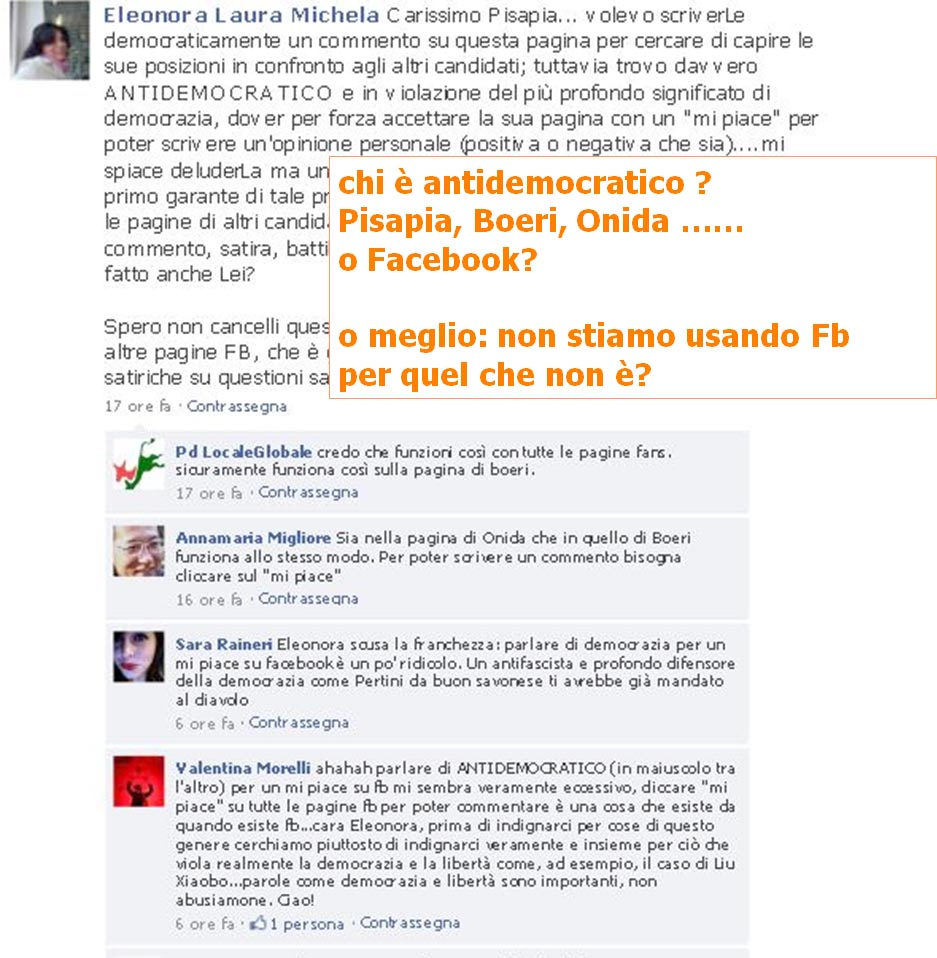 Eleonora Laura Michela Carissimo Pisapia... volevo scriverLe
democraticamente un commento su questa pagina per cercare di capire le
sue posizioni in confronto agli altri candidati; tuttavia trovo davvero
ANTIDEMOCRATICO e in violazione del più profondo significato di
democrazia, dover per forza accettare la sua pagina con un "mi piace" per
poter scrivere un'opinione personale (positiva o negativa che sia)....mi
spiace deluderLa ma un
primo garante di tale
le pagine di altri
commento, satira,
fatto anche Lei?
Spero non cancelli
altre pagine FB, che è
satiriche su questioni
17 ore fa · Contrassegna
chi è antidemocratico ?
Pisapia, Boeri, Onida ......
o Facebook?
o meglio: non stiamo usando Fb
per quel che non è?
Pd LocaleGlobale credo che funzioni così con tutte le pagine fans.
sicuramente funziona così sulla pagina di boeri.
17 ore fa · Contrassegna
Annamaria Migliore Sia nella pagina di Onida che in quello di Boeri
funziona allo stesso modo. Per poter scrivere un commento bisogna
cliccare sul "mi piace"
16 ore fa · Contrassegna
Sara Raineri Eleonora scusa la franchezza: parlare di democrazia per un
mi piace su facebook è un po' ridicolo. Un antifascista e profondo difensore
della democrazia come Pertini da buon savonese ti avrebbe già mandato
al diavolo
6 ore fa · Contrassegna
Valentina Morelli ahahah parlare di ANTIDEMOCRATICO (in maiuscolo tra
l'altro) per un mi piace su fb mi sembra veramente eccessivo, cliccare "mi
piace" su tutte le pagine fb per poter commentare è una cosa che esiste da
quando esiste fb...cara Eleonora, prima di indignarci per cose di questo
genere cerchiamo piuttosto di indignarci veramente e insieme per ciò che
viola realmente la democrazia e la libertà come, ad esempio, il caso di Liu
Xiaobo...parole come democrazia e libertà sono importanti, non
abusiamone. Ciao!
6 ore fa · 1 persona · Contrassegna